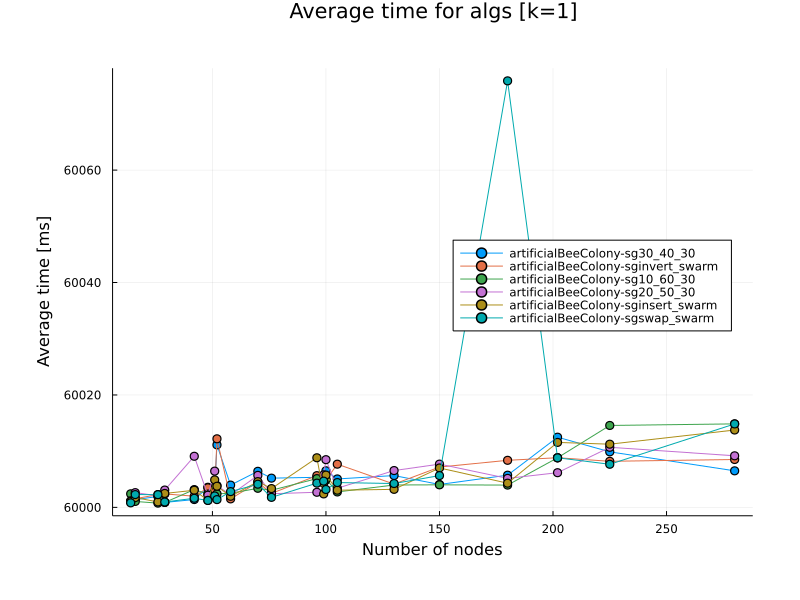 Average time for algs [k=1]
Average time [ms]
60060
60040
60020
60000
artificialBeeColony-sg30_40_30
artificialBeeColony-sginvert_swarm
artificialBeeColony-sg10_60_30
artificialBeeColony-sg20_50_30
artificialBeeColony-sginsert_swarm
artificialBeeColony-sgswap_swarm
50 100 150 200 250
Number of nodes